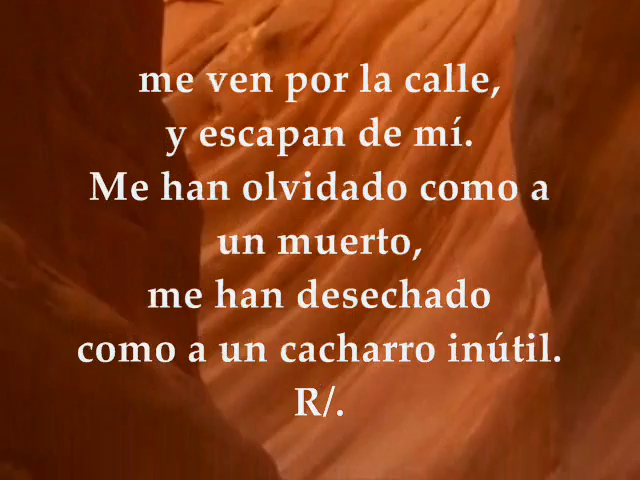 me ven por la calle,
y escapan de mí.
Me han olvidado como a
un muerto,
me han desechado
como a un cacharro inútil.
R/.